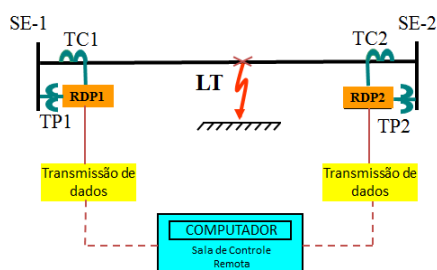 SE-1
SE-2
TC1
TC2
RDP1
LT
RDP2
TP1
TP2
Transmissão de
dados
Transmissão de
dados
COMPUTADOR
Sala de Controle
Remota